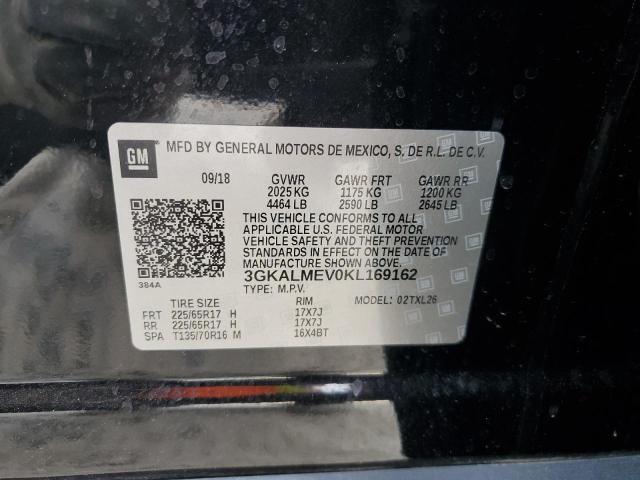 GM
MFD BY GENERAL MOTORS DE MEXICO, S. DE R.L. DE C.V.
09/18 GVWR GAWR FRT GAWR RR
2025 KG 1175 KG 1200 KG
4464 LB 2590 LB 2645 LB
THIS VEHICLE CONFORMS TO ALL
APPLICABLE U.S. FEDERAL MOTOR
VEHICLE SAFETY AND THEFT PREVENTION
STANDARDS IN EFFECT ON THE DATE OF
MANUFACTURE SHOWN ABOVE.
3GKALMEV0KL169162
384A TYPE: M.P.V.
TIRE SIZE RIM MODEL: 02TXL26
FRT 225/65R17 H 17X7J
RR 225/65R17 H 17X7J
SPA T135/70R16 M 16X4BT